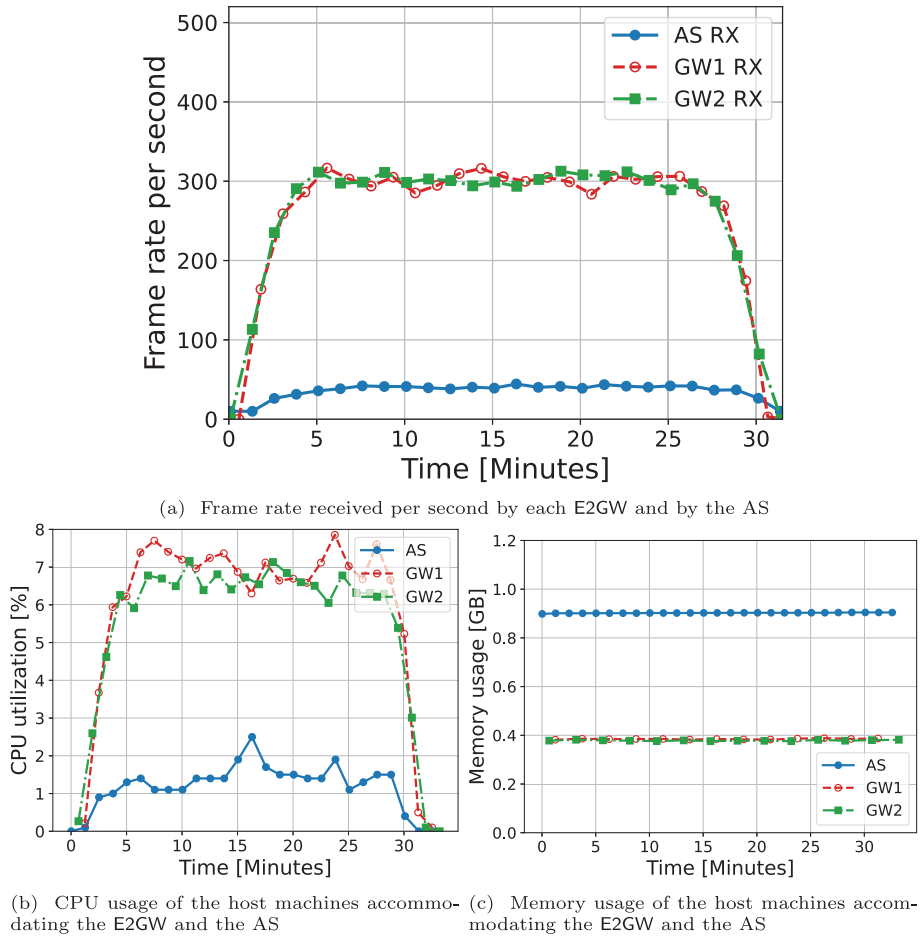 500
400
300
200
100
0
Frame rate per second
AS RX
GW1 RX
GW2 RX
0 5 10 15 20 25 30
Time [Minutes]
(a) Frame rate received per second by each E2GW and by the AS
8
7
6
5
4
3
2
1
0
CPU utilization [%]
AS
GW1
GW2
0 5 10 15 20 25 30
Time [Minutes]
(b) CPU usage of the host machines accommo-
dating the E2GW and the AS
1.2
1.0
0.8
0.6
0.4
0.2
0.0
Memory usage [GB]
AS
GW1
GW2
0 5 10 15 20 25 30
Time [Minutes]
(c) Memory usage of the host machines accom-
modating the E2GW and the AS